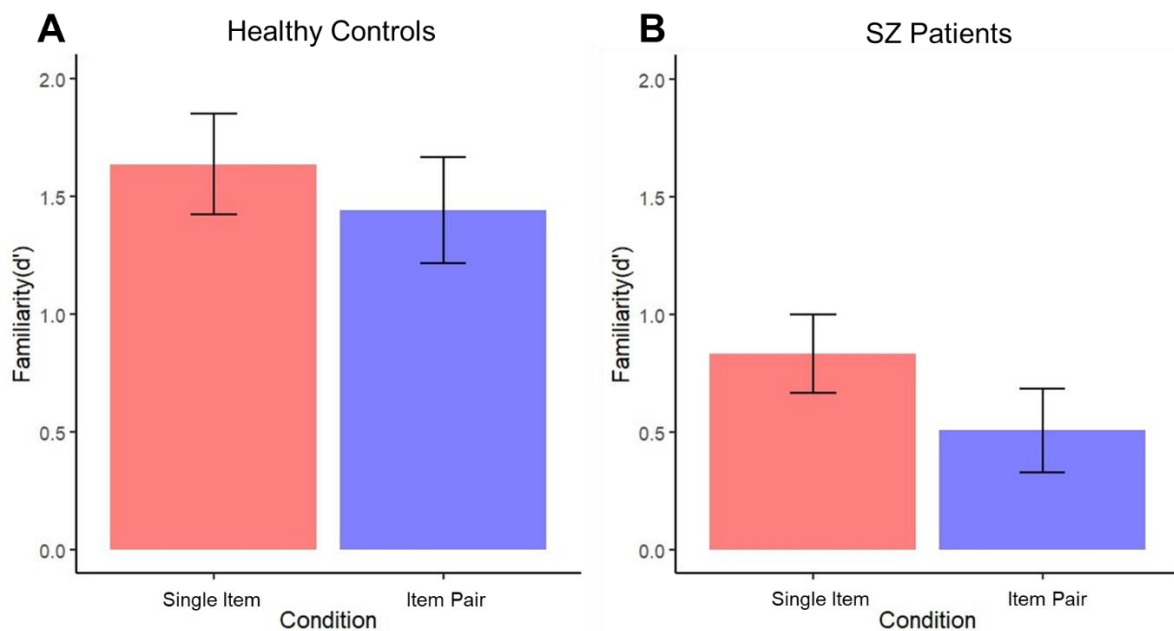 A
Healthy Controls
2.0
1.5
1.0
0.5
0.0
Familiarity(d')
Single Item
Item Pair
Condition
B
SZ Patients
2.0
1.5
1.0
0.5
0.0
Familiarity(d')
Single Item
Item Pair
Condition